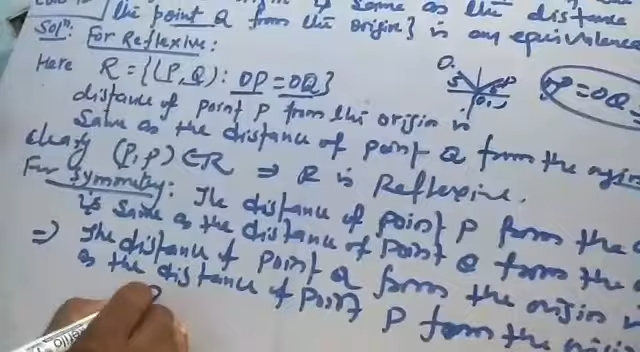 the point Q from the origin} is an equivalence
Solⁿ: For Reflexive:
Here R = {(P,Q): OP = OQ}
distance of point P from the origin is
same as the distance of point Q from the origin
clearly (P,P) ∈ R ⇒ R is Reflexive.
For Symmetry: The distance of point P from the
is same as the distance of point Q from the
⇒ The distance of point Q from the origin is
as the distance of point P from the origin